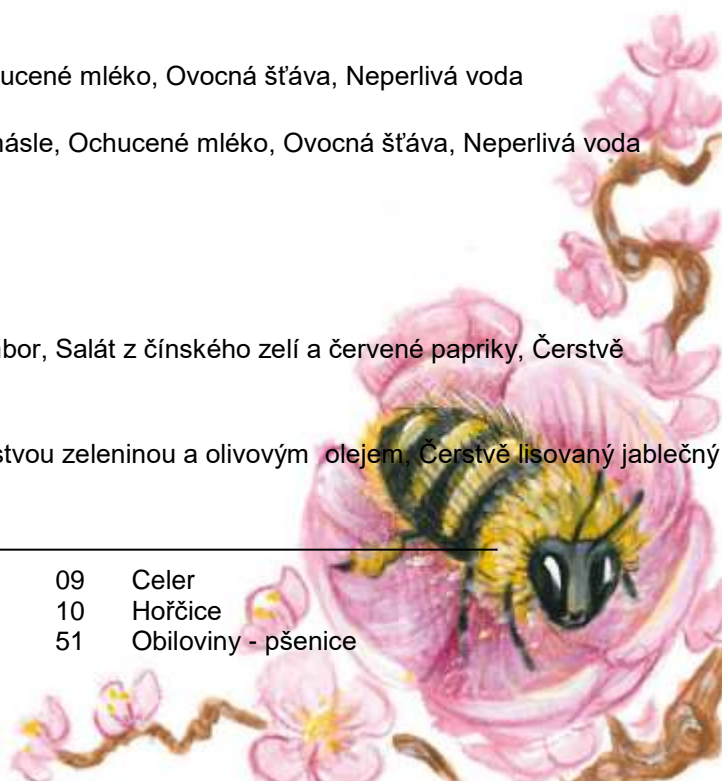 ucené mléko, Ovocná šťáva, Neperlivá voda
násle, Ochucené mléko, Ovocná šťáva, Neperlivá voda
bor, Salát z čínského zelí a červené papriky, Čerstvě
stvou zeleninou a olivovým olejem, Čerstvě lisovaný jablečný
09 Celer
10 Hořčice
51 Obiloviny - pšenice